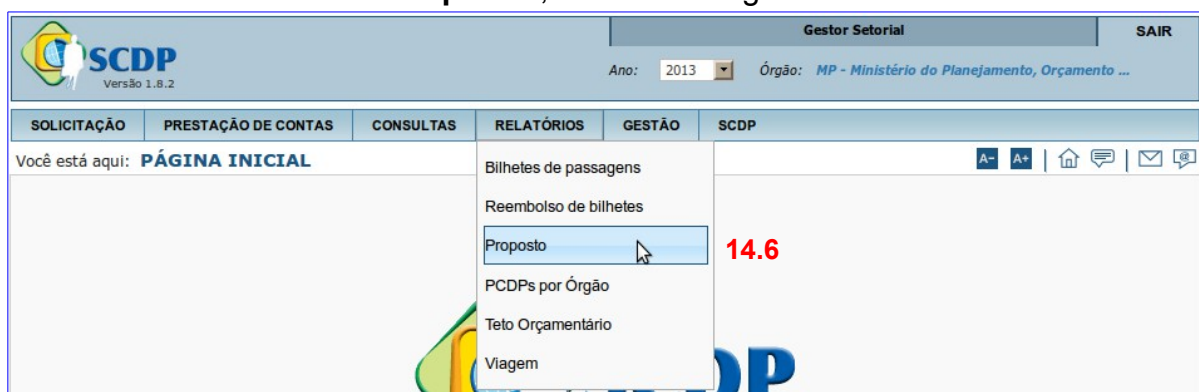 Gestor Setorial SAIR
SCDP
Versão 1.8.2
Ano: 2013 Órgão: MP - Ministério do Planejamento, Orçamento ...
SOLICITAÇÃO PRESTAÇÃO DE CONTAS CONSULTAS RELATÓRIOS GESTÃO SCDP
Você está aqui: PÁGINA INICIAL
A- A+
Bilhetes de passagens
Reembolso de bilhetes
Proposto 14.6
PCDPs por Órgão
Teto Orçamentário
Viagem